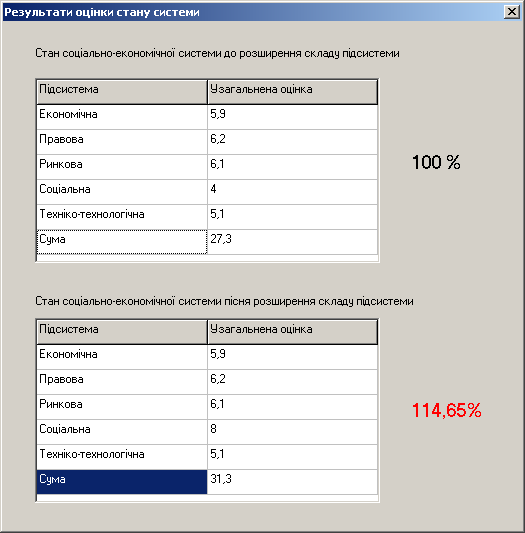 Результати оцінки стану системи
Стан соціально-економічної системи до розширення складу підсистеми
Підсистема Узагальнена оцінка
Економічна 5,9
Правова 6,2
Ринкова 6,1
Соціальна 4
Техніко-технологічна 5,1
Сума 27,3
100 %
Стан соціально-економічної системи пісня розширення складу підсистеми
Підсистема Узагальнена оцінка
Економічна 5,9
Правова 6,2
Ринкова 6,1
Соціальна 8
Техніко-технологічна 5,1
Сума 31,3
114,65%